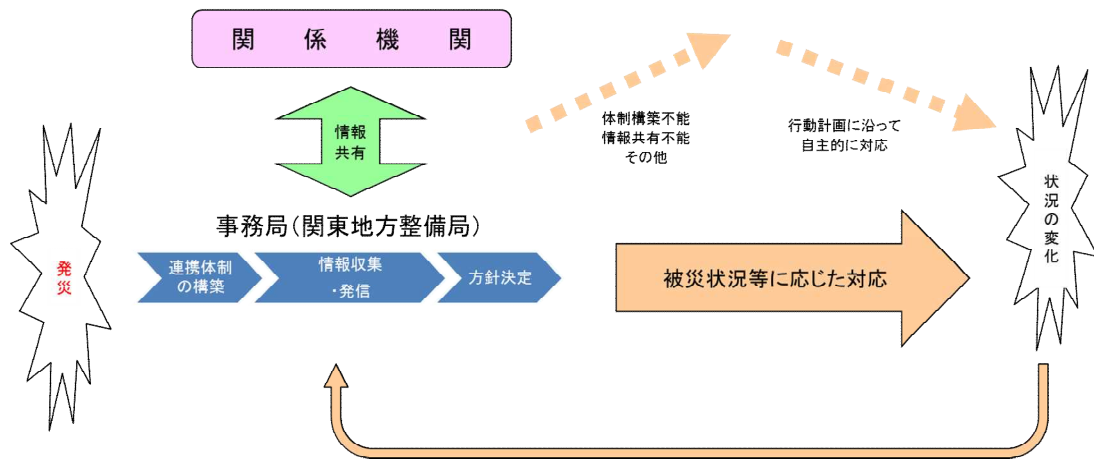 関係機関
情報
共有
体制構築不能
情報共有不能
その他
行動計画に沿って
自主的に対応
事務局(関東地方整備局)
発災
連携体制
の構築
情報収集
・発信
方針決定
被災状況等に応じた対応
状況の変化